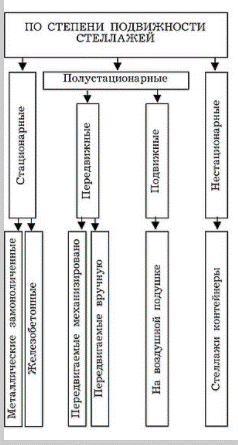 ПО СТЕПЕНИ ПОДВИЖНОСТИ
СТЕЛЛАЖЕЙ
Стационарные
Полустационарные
Передвижные
Подвижные
Нестационарные
Металлические замоноличенные
Железобетонные
Передвигаемые механизировано
Передвигаемые вручную
На воздушной подушке
Стеллажи контейнеры